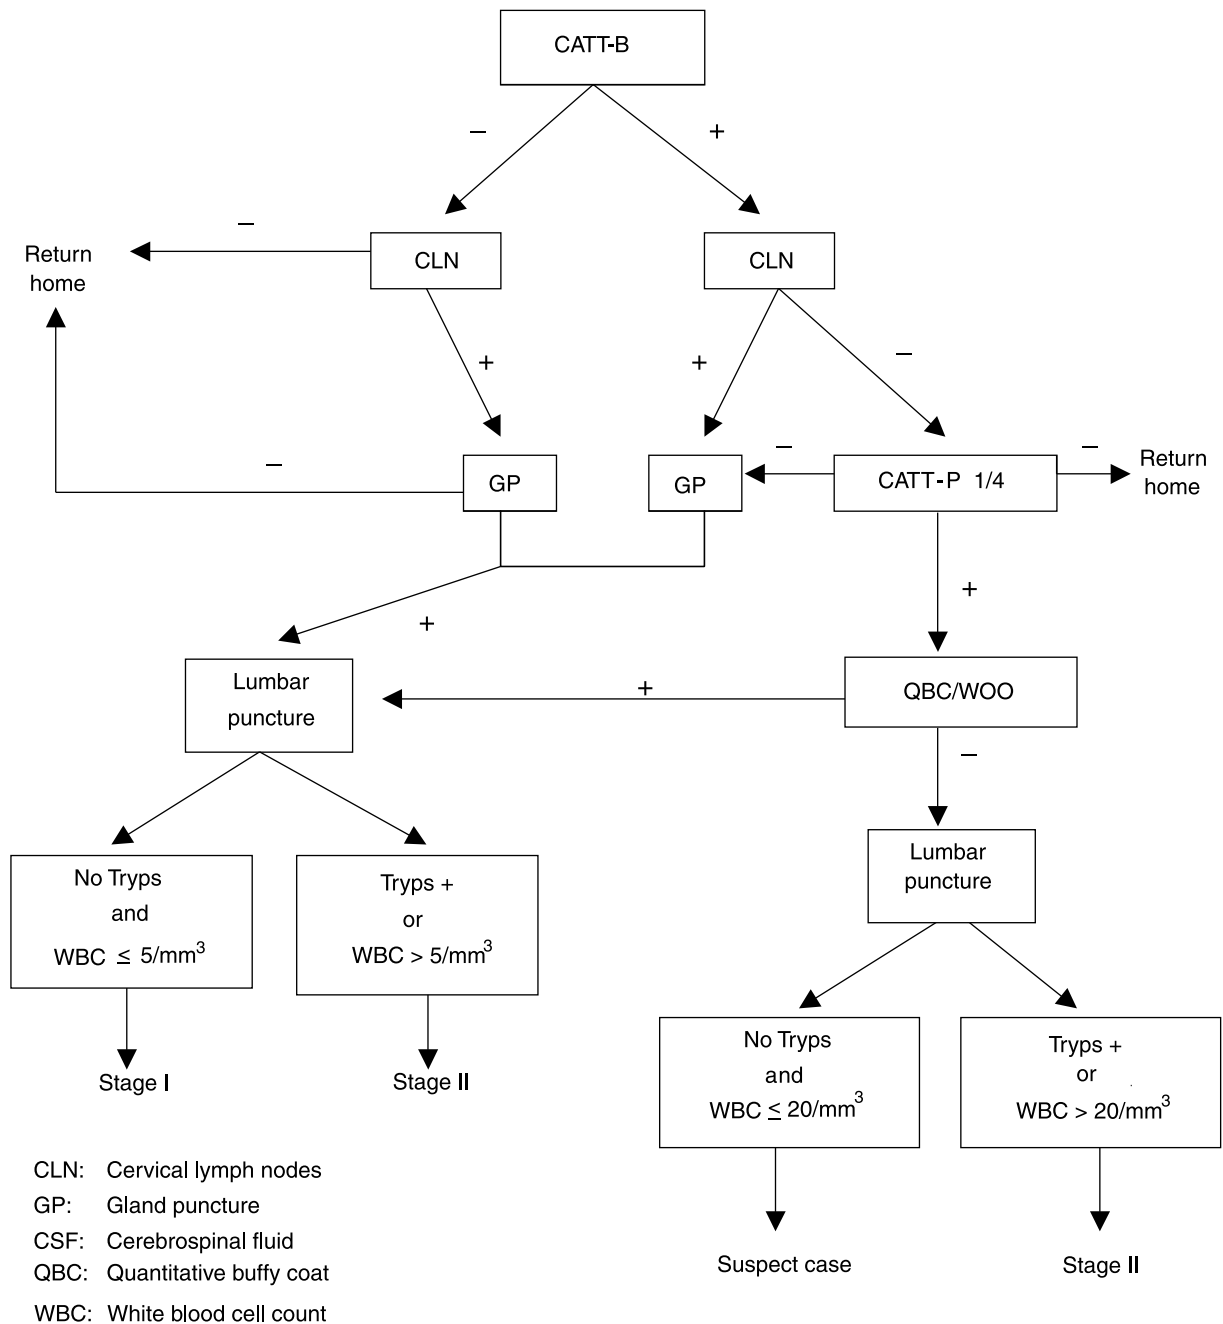 CATT-B
−
+
−
Return
home
CLN
CLN
+
+
−
−
GP
−
GP
CATT-P 1/4
−
Return
home
+
+
Lumbar
puncture
+
QBC/WOO
−
No Tryps
and
WBC ≤ 5/mm³
Tryps +
or
WBC > 5/mm³
Lumbar
puncture
Stage I
Stage II
No Tryps
and
WBC ≤ 20/mm³
Tryps +
or
WBC > 20/mm³
Suspect case
Stage II
CLN: Cervical lymph nodes
GP: Gland puncture
CSF: Cerebrospinal fluid
QBC: Quantitative buffy coat
WBC: White blood cell count